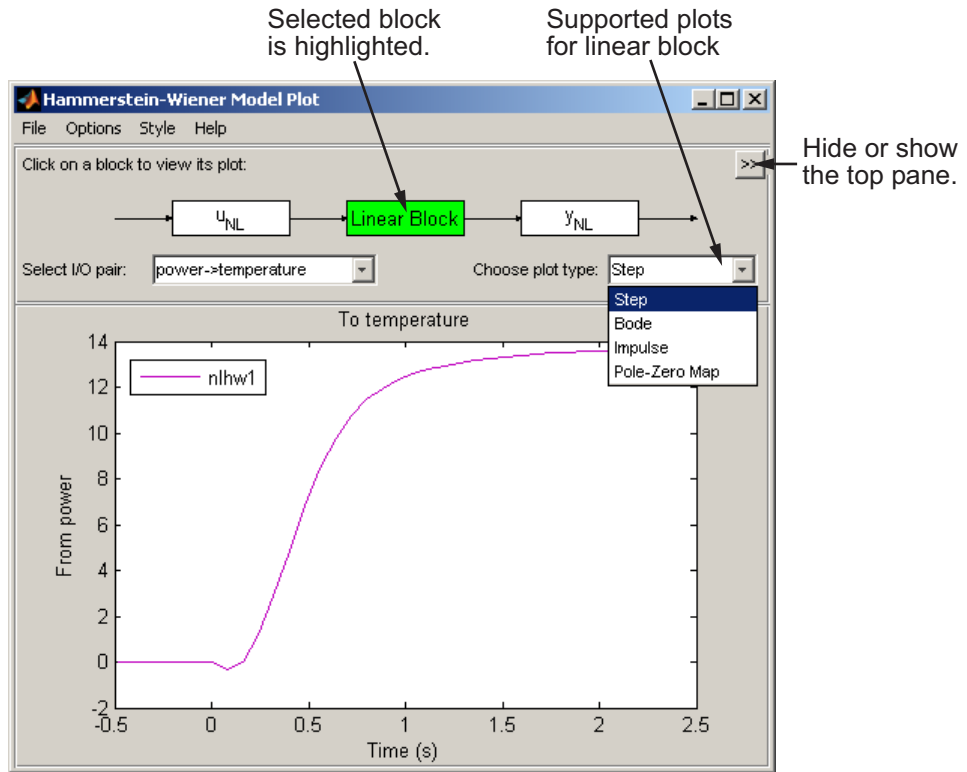 Selected block
is highlighted.
Supported plots
for linear block
Hammerstein-Wiener Model Plot
File Options Style Help
Click on a block to view its plot:
>>
Hide or show
the top pane.
uNL
Linear Block
yNL
Select I/O pair:
power->temperature
Choose plot type:
Step
Step
Bode
Impulse
Pole-Zero Map
To temperature
nlhw1
From power
14
12
10
8
6
4
2
0
-2
-0.5
0
0.5
1
1.5
2
2.5
Time (s)